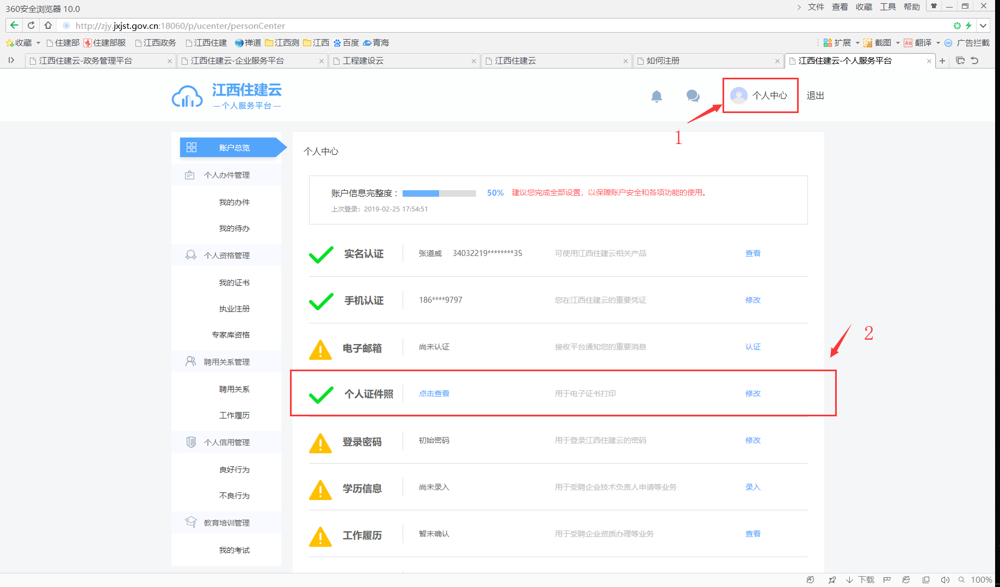 360安全浏览器 10.0
文件 查看 收藏 工具 帮助
http://zjy.jxjst.gov.cn:18060/p/ucenter/personCenter
收藏 住建部 住建部服 江西政务 江西住建 禅道 江西测 江西 百度 青海 扩展 截图 Aa 翻译 广告拦截
江西住建云-政务管理平台 江西住建云-企业服务平台 工程建设云 江西住建云 如何注册 江西住建云-个人服务平台
江西住建云
—个人服务平台—
个人中心 退出
1
账户总览
个人办件管理
我的办件
我的待办
个人资格管理
我的证书
执业注册
专家库资格
聘用关系管理
聘用关系
工作履历
个人信用管理
良好行为
不良行为
教育培训管理
我的考试
个人中心
账户信息完整度： 50% 建议您完成全部设置，以保障账户安全和各项功能的使用。
上次登录：2019-02-25 17:54:51
实名认证 张道威 34032219********35 可使用江西住建云相关产品 查看
手机认证 186****9797 您在江西住建云的重要凭证 修改
2
电子邮箱 尚未认证 接收平台通知您的重要消息 认证
个人证件照 点击查看 用于电子证书打印 修改
登录密码 初始密码 用于登录江西住建云的密码 修改
学历信息 尚未录入 用于受聘企业技术负责人申请等业务 录入
工作履历 暂未确认 用于受聘企业资质办理等业务 查看
下载 100%